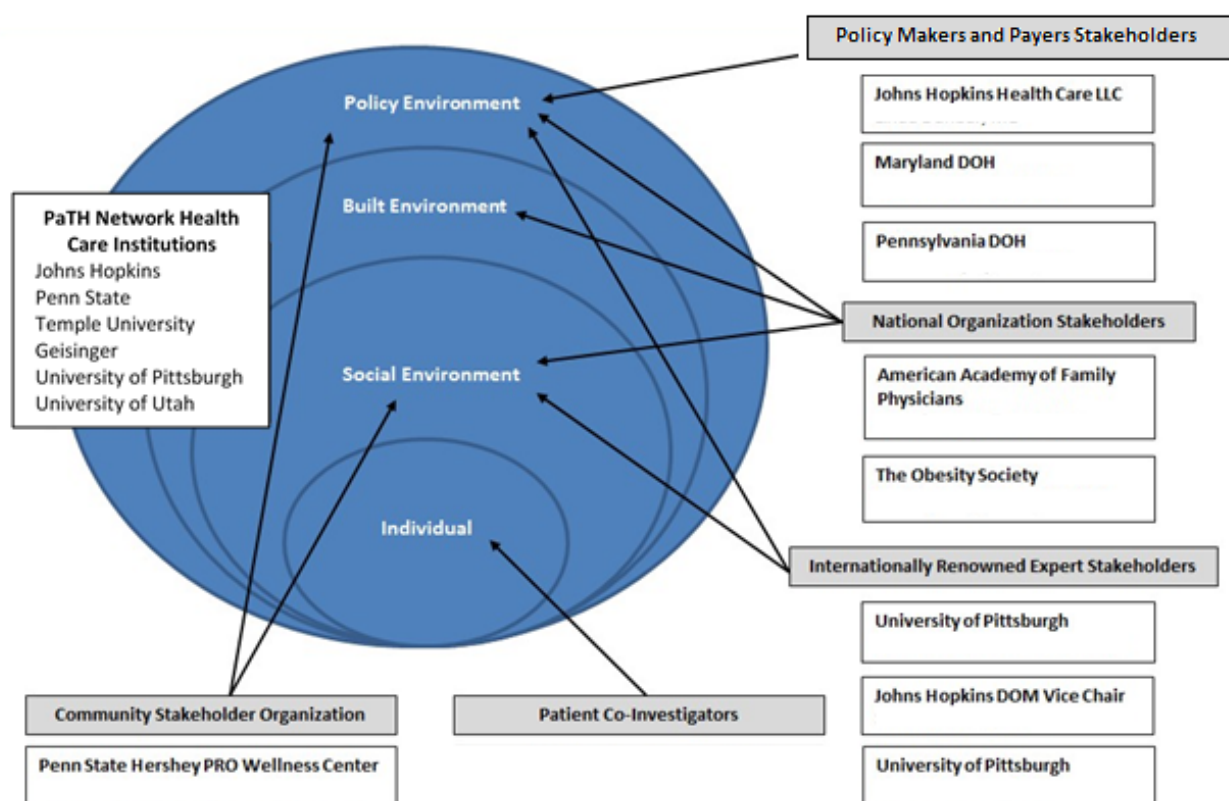 Policy Makers and Payers Stakeholders
Johns Hopkins Health Care LLC
Maryland DOH
Pennsylvania DOH
National Organization Stakeholders
American Academy of Family
Physicians
The Obesity Society
Internationally Renowned Expert Stakeholders
University of Pittsburgh
Johns Hopkins DOM Vice Chair
University of Pittsburgh
Policy Environment
Built Environment
Social Environment
Individual
PaTH Network Health
Care Institutions
Johns Hopkins
Penn State
Temple University
Geisinger
University of Pittsburgh
University of Utah
Community Stakeholder Organization
Penn State Hershey PRO Wellness Center
Patient Co-Investigators